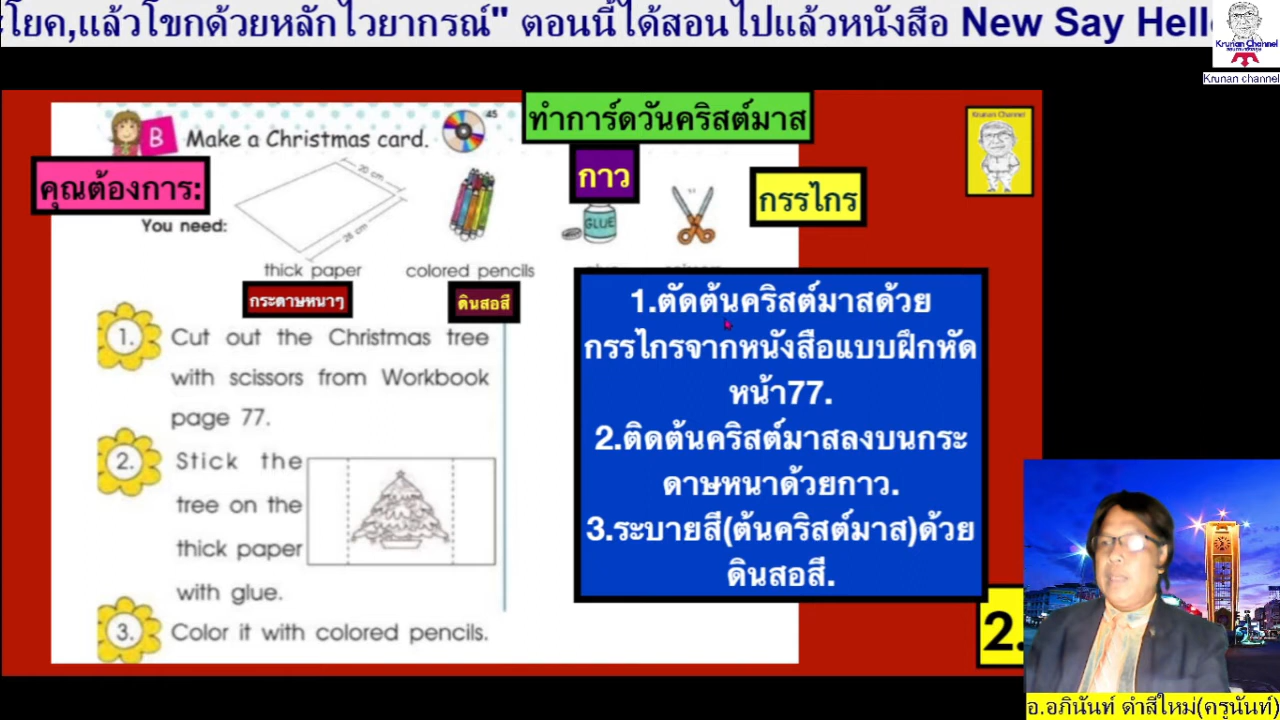 โยค,แล้วโขกด้วยหลักไวยากรณ์" ตอนนี้ได้สอนไปแล้วหนังสือ New Say Hell
Krunan Channel
Krunan channel
Krunan Channel
ทำการ์ดวันคริสต์มาส
B Make a Christmas card.
45
คุณต้องการ:
You need:
20 cm
28 cm
กาว
GLUE
กรรไกร
thick paper colored pencils
กระดาษหนาๆ ดินสอสี
1. Cut out the Christmas tree
with scissors from Workbook
page 77.
2. Stick the
tree on the
thick paper
with glue.
3. Color it with colored pencils.
1.ตัดต้นคริสต์มาสด้วย
กรรไกรจากหนังสือแบบฝึกหัด
หน้า77.
2.ติดต้นคริสต์มาสลงบนกระ
ดาษหนาด้วยกาว.
3.ระบายสี(ต้นคริสต์มาส)ด้วย
ดินสอสี.
2.
อ.อภินันท์ ดำสีใหม่(ครูนันท์)